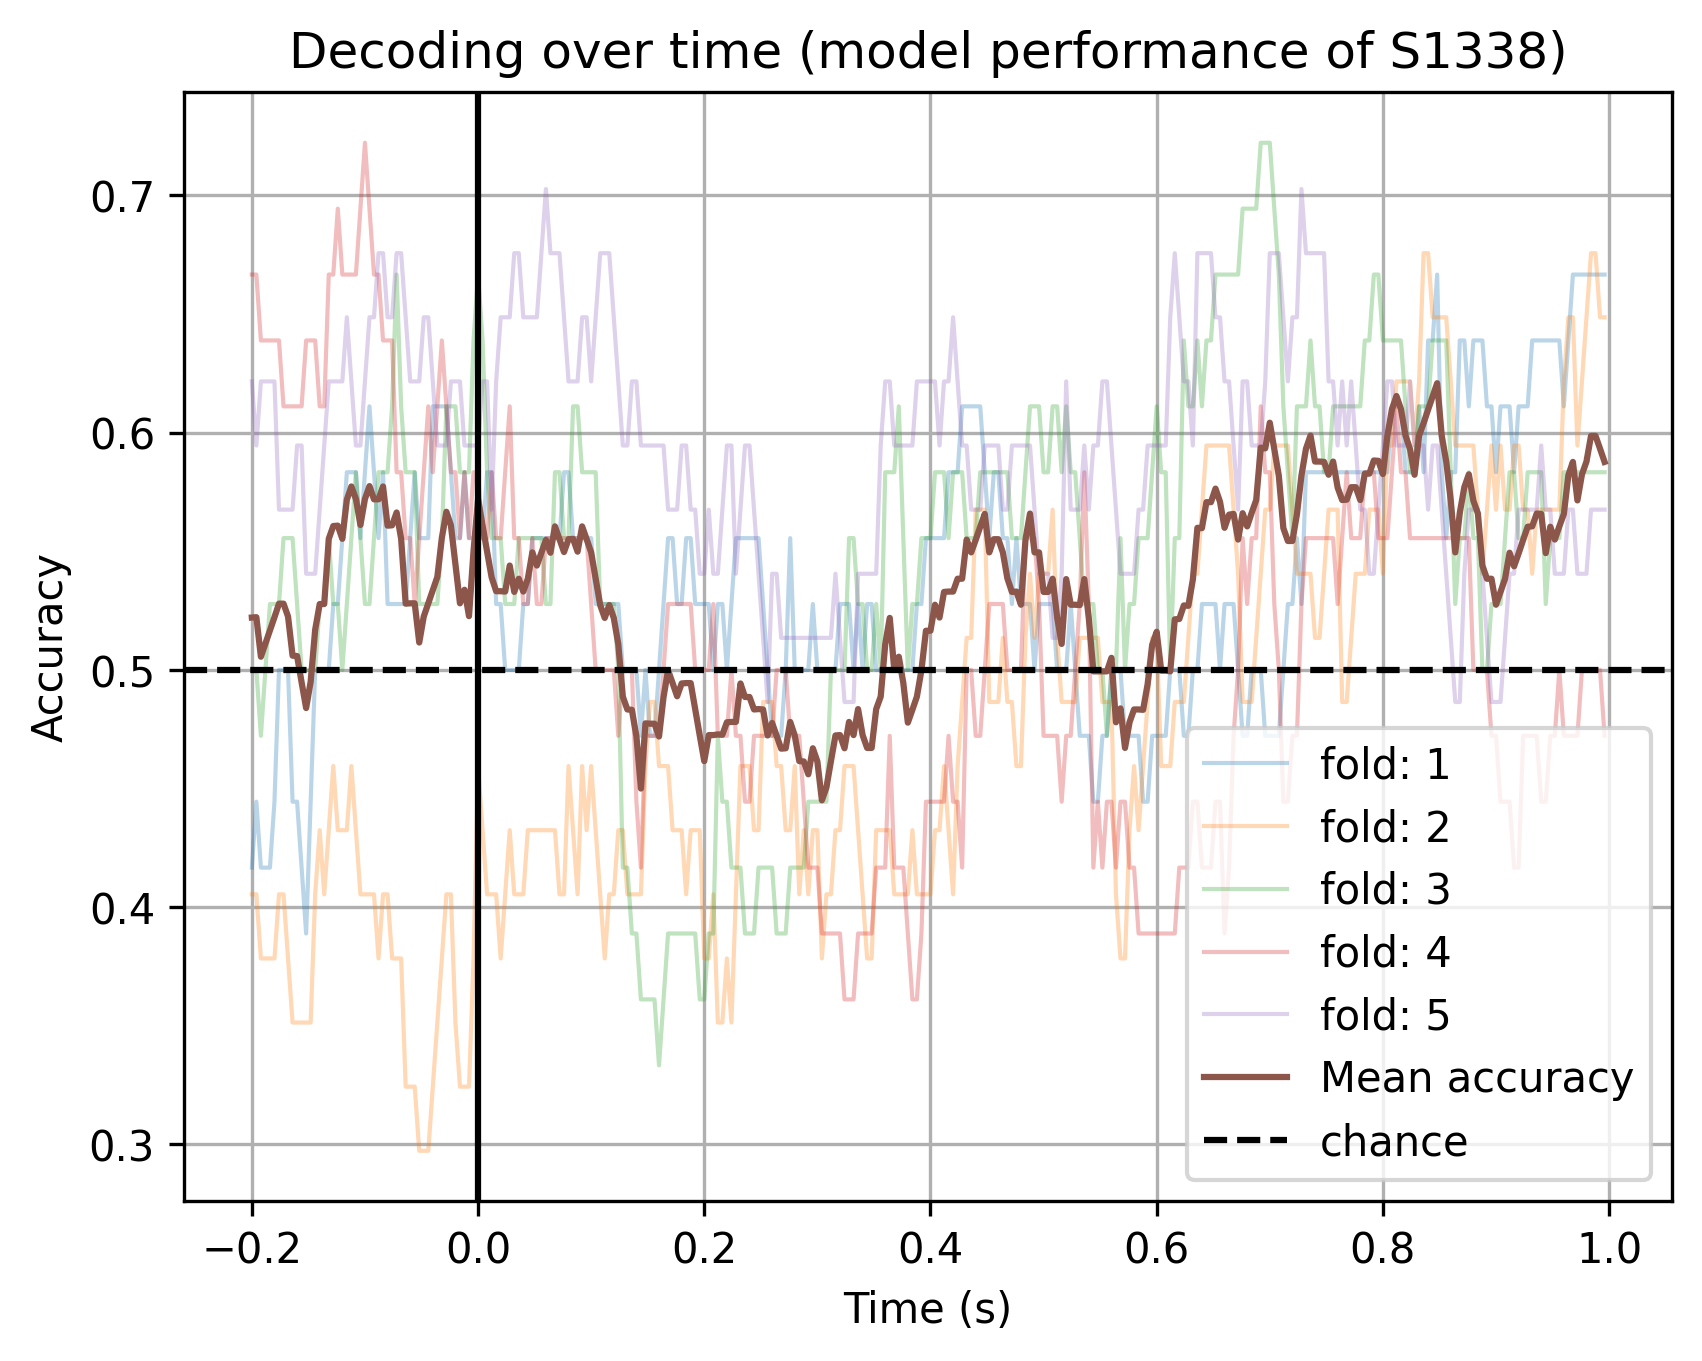 Decoding over time (model performance of S1338)
Accuracy
0.7
0.6
0.5
0.4
0.3
−0.2
0.0
0.2
0.4
0.6
0.8
1.0
Time (s)
fold: 1
fold: 2
fold: 3
fold: 4
fold: 5
Mean accuracy
chance